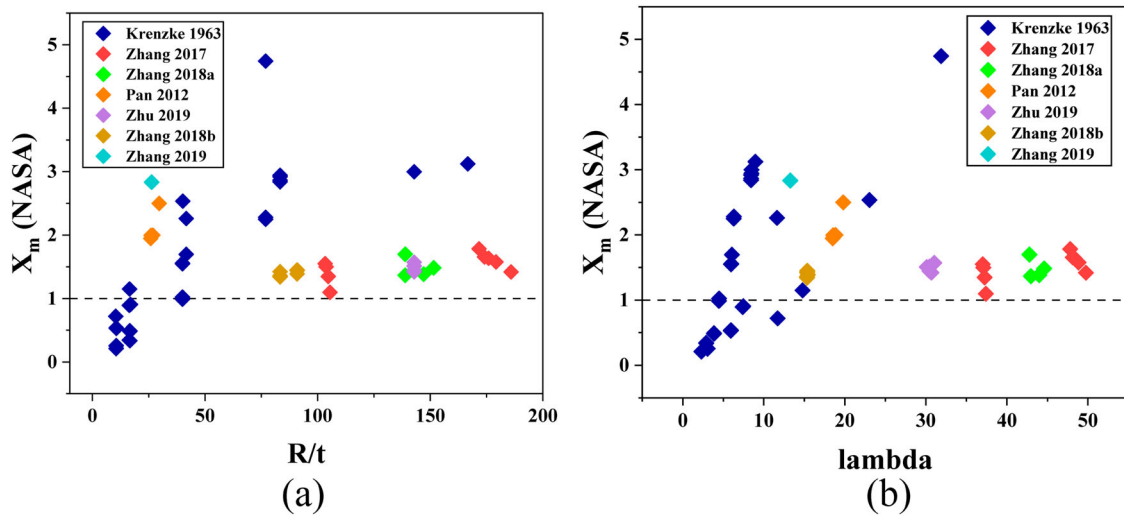 Krenzke 1963
Zhang 2017
Zhang 2018a
Pan 2012
Zhu 2019
Zhang 2018b
Zhang 2019
X_m (NASA)
5
4
3
2
1
0
0 50 100 150 200
R/t
(a)
Krenzke 1963
Zhang 2017
Zhang 2018a
Pan 2012
Zhu 2019
Zhang 2018b
Zhang 2019
X_m (NASA)
5
4
3
2
1
0
0 10 20 30 40 50
lambda
(b)